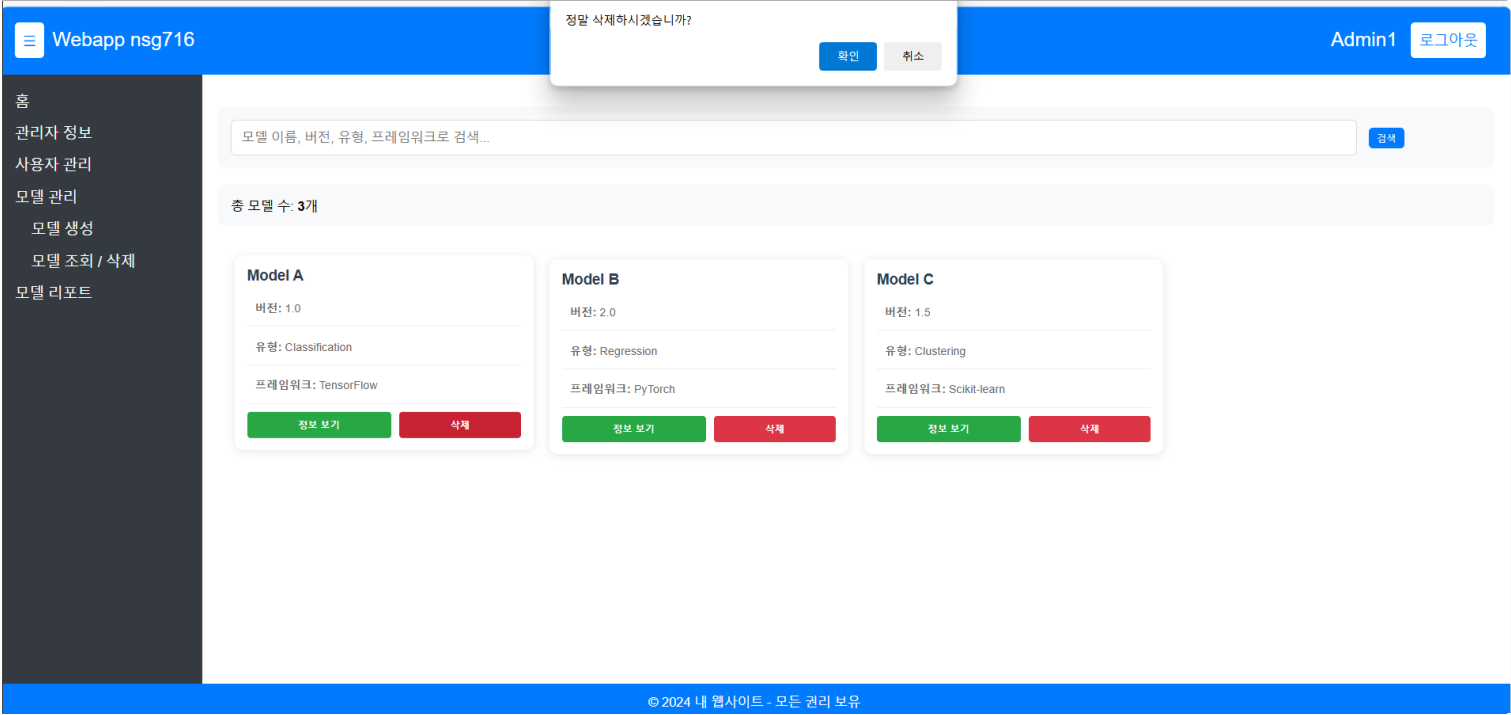 정말 삭제하시겠습니까?
확인 취소
☰ Webapp nsg716
Admin1 로그아웃
홈
관리자 정보
사용자 관리
모델 관리
모델 생성
모델 조회 / 삭제
모델 리포트
모델 이름, 버전, 유형, 프레임워크로 검색...
검색
총 모델 수: 3개
Model A
버전: 1.0
유형: Classification
프레임워크: TensorFlow
정보 보기 삭제
Model B
버전: 2.0
유형: Regression
프레임워크: PyTorch
정보 보기 삭제
Model C
버전: 1.5
유형: Clustering
프레임워크: Scikit-learn
정보 보기 삭제
© 2024 내 웹사이트 - 모든 권리 보유